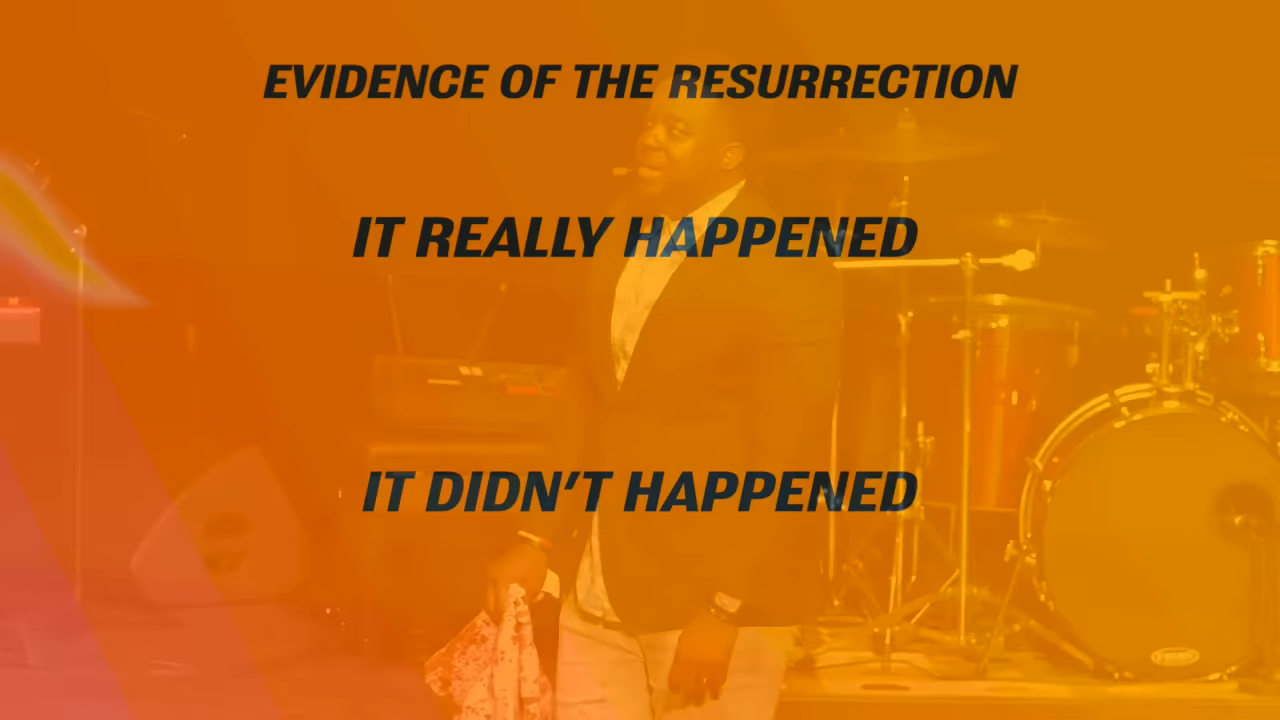 EVIDENCE OF THE RESURRECTION
IT REALLY HAPPENED
IT DIDN’T HAPPENED